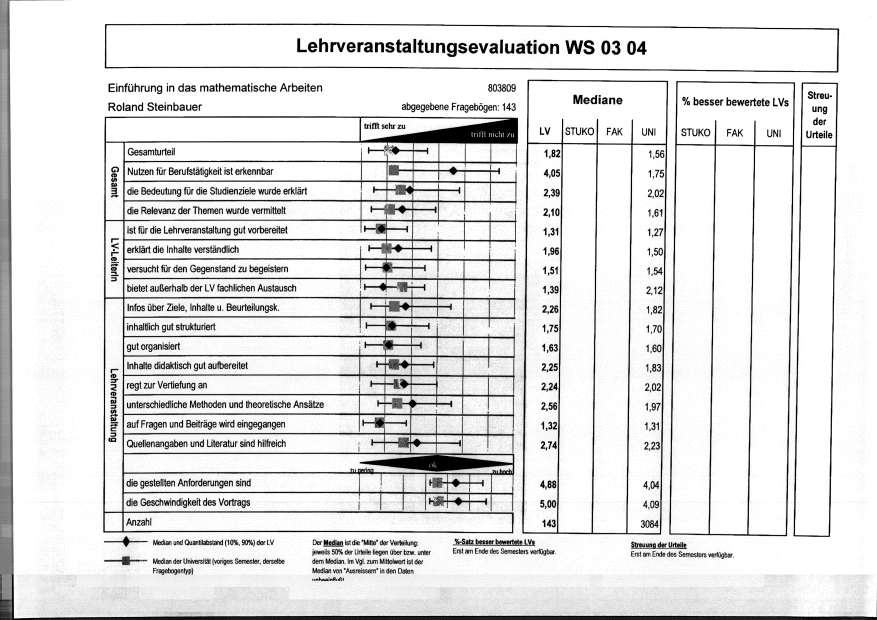 Lehrveranstaltungsevaluation WS 03 04
Einführung in das mathematische Arbeiten 803809
Roland Steinbauer abgegebene Fragebögen: 143
Mediane
% besser bewertete LVs
Streu-
ung
der
Urteile
trifft sehr zu
trifft nicht zu
LV STUKO FAK UNI STUKO FAK UNI
Gesamt
Gesamturteil 1,82 1,56
Nutzen für Berufstätigkeit ist erkennbar 4,05 1,75
die Bedeutung für die Studienziele wurde erklärt 2,39 2,02
die Relevanz der Themen wurde vermittelt 2,10 1,61
LV-LeiterIn
ist für die Lehrveranstaltung gut vorbereitet 1,31 1,27
erklärt die Inhalte verständlich 1,96 1,50
versucht für den Gegenstand zu begeistern 1,51 1,54
bietet außerhalb der LV fachlichen Austausch 1,39 2,12
Lehrveranstaltung
Infos über Ziele, Inhalte u. Beurteilungsk. 2,26 1,82
inhaltlich gut strukturiert 1,75 1,70
gut organisiert 1,63 1,60
Inhalte didaktisch gut aufbereitet 2,25 1,83
regt zur Vertiefung an 2,24 2,02
unterschiedliche Methoden und theoretische Ansätze 2,56 1,97
auf Fragen und Beiträge wird eingegangen 1,32 1,31
Quellenangaben und Literatur sind hilfreich 2,74 2,23
zu gering ok zu hoch
die gestellten Anforderungen sind 4,88 4,04
die Geschwindigkeit des Vortrags 5,00 4,09
Anzahl 143 3084
Median und Quantilabstand (10%, 90%) der LV
Median der Universität (voriges Semester, derselbe
Fragebogentyp)
Der Median ist die "Mitte" der Verteilung:
jeweils 50% der Urteile liegen über bzw. unter
dem Median. Im Vgl. zum Mittelwert ist der
Median von "Ausreissern" in den Daten
unbeeinflußt
%-Satz besser bewertete LVs
Erst am Ende des Semesters verfügbar.
Streuung der Urteile
Erst am Ende des Semesters verfügbar.